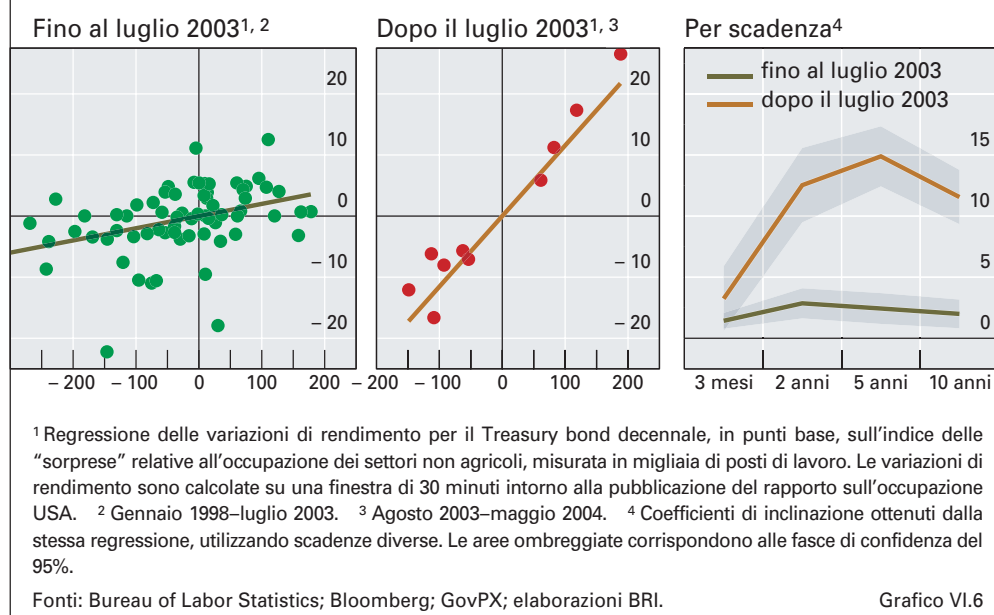 Fino al luglio 2003¹, ²
Dopo il luglio 2003¹, ³
Per scadenza⁴
20
10
0
– 10
– 20
– 200 – 100 0 100 200
20
10
0
– 10
– 20
– 200 – 100 0 100 200
fino al luglio 2003
dopo il luglio 2003
15
10
5
0
3 mesi 2 anni 5 anni 10 anni
¹ Regressione delle variazioni di rendimento per il Treasury bond decennale, in punti base, sull’indice delle
“sorprese” relative all’occupazione dei settori non agricoli, misurata in migliaia di posti di lavoro. Le variazioni di
rendimento sono calcolate su una finestra di 30 minuti intorno alla pubblicazione del rapporto sull’occupazione
USA. ² Gennaio 1998–luglio 2003. ³ Agosto 2003–maggio 2004. ⁴ Coefficienti di inclinazione ottenuti dalla
stessa regressione, utilizzando scadenze diverse. Le aree ombreggiate corrispondono alle fasce di confidenza del
95%.
Fonti: Bureau of Labor Statistics; Bloomberg; GovPX; elaborazioni BRI.
Grafico VI.6